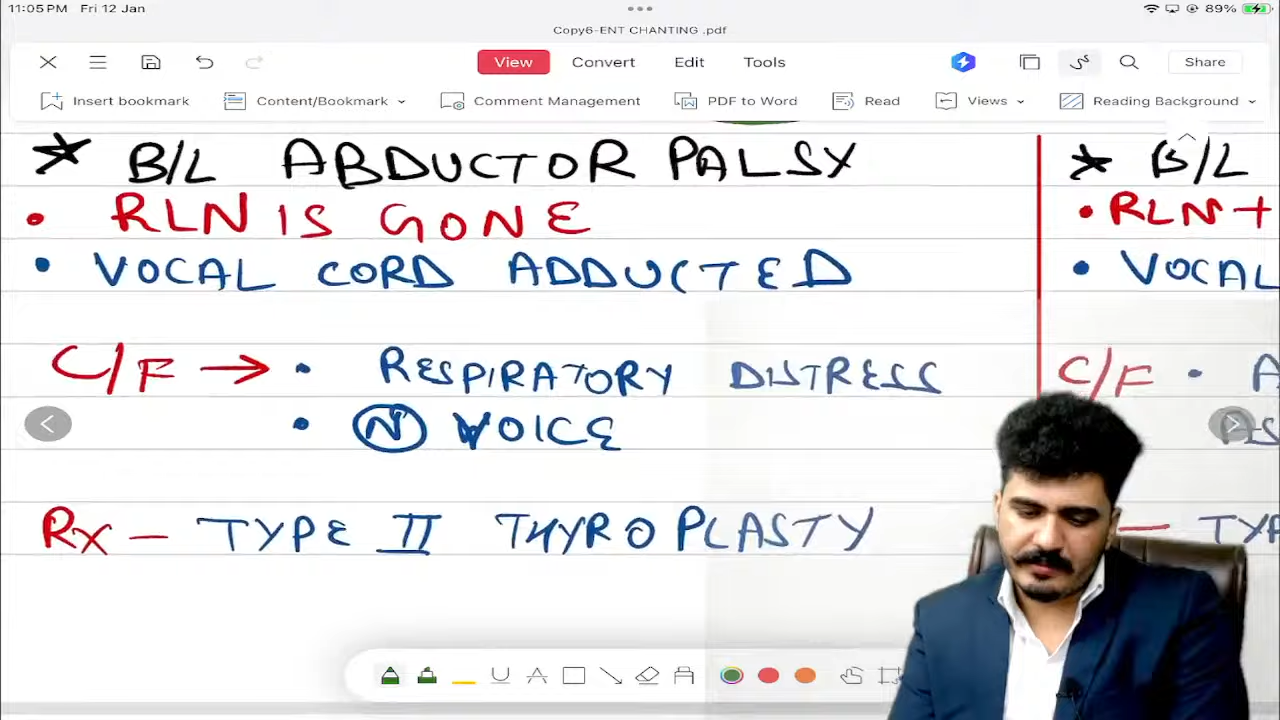 11:05 PM Fri 12 Jan
89%
Copy6-ENT CHANTING .pdf
View Convert Edit Tools Share
Insert bookmark Content/Bookmark Comment Management PDF to Word Read Views Reading Background
* B/L ABDUCTOR PALSY
• RLN IS GONE
• VOCAL CORD ADDUCTED
C/F → • RESPIRATORY DISTRESS
• N VOICE
Rx - TYPE II THYROPLASTY
* B/L
• RLN +
• VOCAL
C/F •